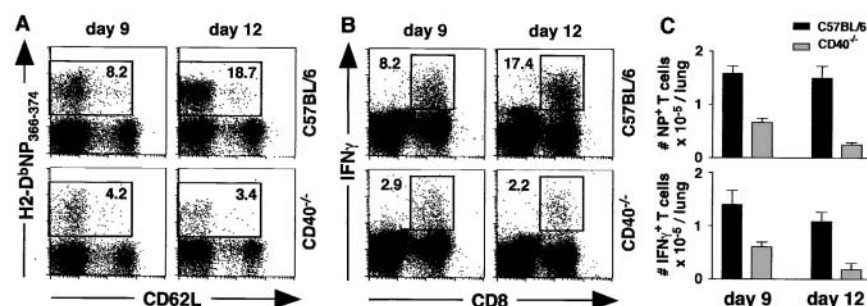 A
day 9
day 12
H2-DᵇNP366-374
8.2
18.7
C57BL/6
4.2
3.4
CD40-/-
CD62L
B
day 9
day 12
IFNγ
8.2
17.4
C57BL/6
2.9
2.2
CD40-/-
CD8
C
C57BL/6
CD40-/-
# NP+ T cells
x 10-5 / lung
2
1
0
# IFNγ+ T cells
x 10-5 / lung
2
1
0
day 9
day 12